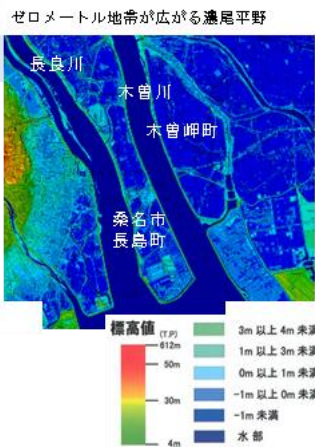 ゼロメートル地帯が広がる濃尾平野
長良川
木曽川
木曽岬町
桑名市
長島町
標高値 (T.P)
612m
50m
30m
4m
3m 以上 4m 未満
1m 以上 3m 未満
0m 以上 1m 未満
-1m 以上 0m 未満
-1m 未満
水 部